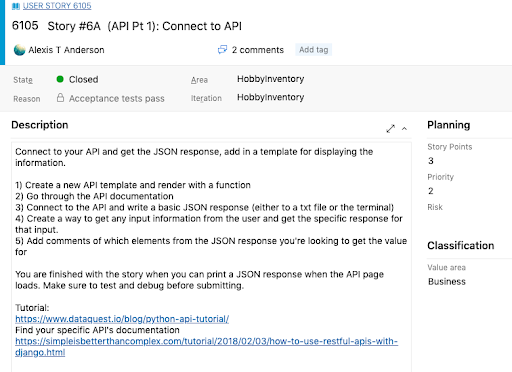 USER STORY 6105
6105 Story #6A (API Pt 1): Connect to API
Alexis T Anderson
2 comments
Add tag
State
Closed
Area
HobbyInventory
Reason
Acceptance tests pass
Iteration
HobbyInventory
Description
Connect to your API and get the JSON response, add in a template for displaying the
information.
1) Create a new API template and render with a function
2) Go through the API documentation
3) Connect to the API and write a basic JSON response (either to a txt file or the terminal)
4) Create a way to get any input information from the user and get the specific response for
that input.
5) Add comments of which elements from the JSON response you're looking to get the value
for
You are finished with the story when you can print a JSON response when the API page
loads. Make sure to test and debug before submitting.
Tutorial:
https://www.dataquest.io/blog/python-api-tutorial/
Find your specific API's documentation
https://simpleisbetterthancomplex.com/tutorial/2018/02/03/how-to-use-restful-apis-with-
django.html
Planning
Story Points
3
Priority
2
Risk
Classification
Value area
Business